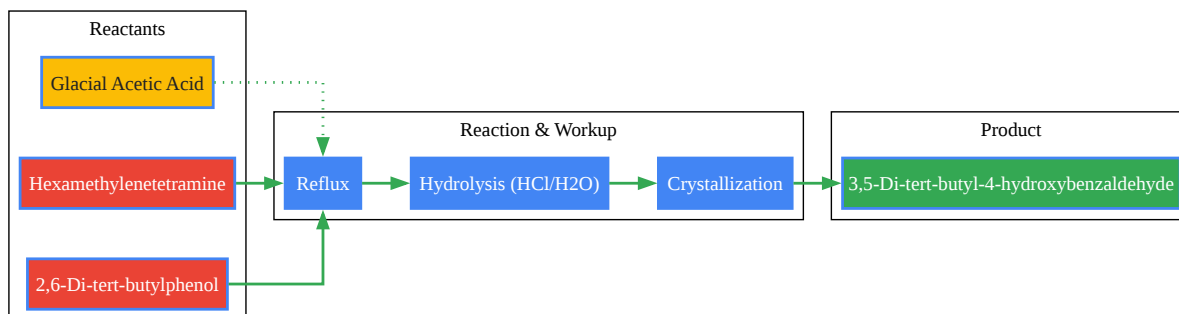 Reactants
Glacial Acetic Acid
Hexamethylenetetramine
2,6-Di-tert-butylphenol
Reaction & Workup
Reflux
Hydrolysis (HCl/H2O)
Crystallization
Product
3,5-Di-tert-butyl-4-hydroxybenzaldehyde